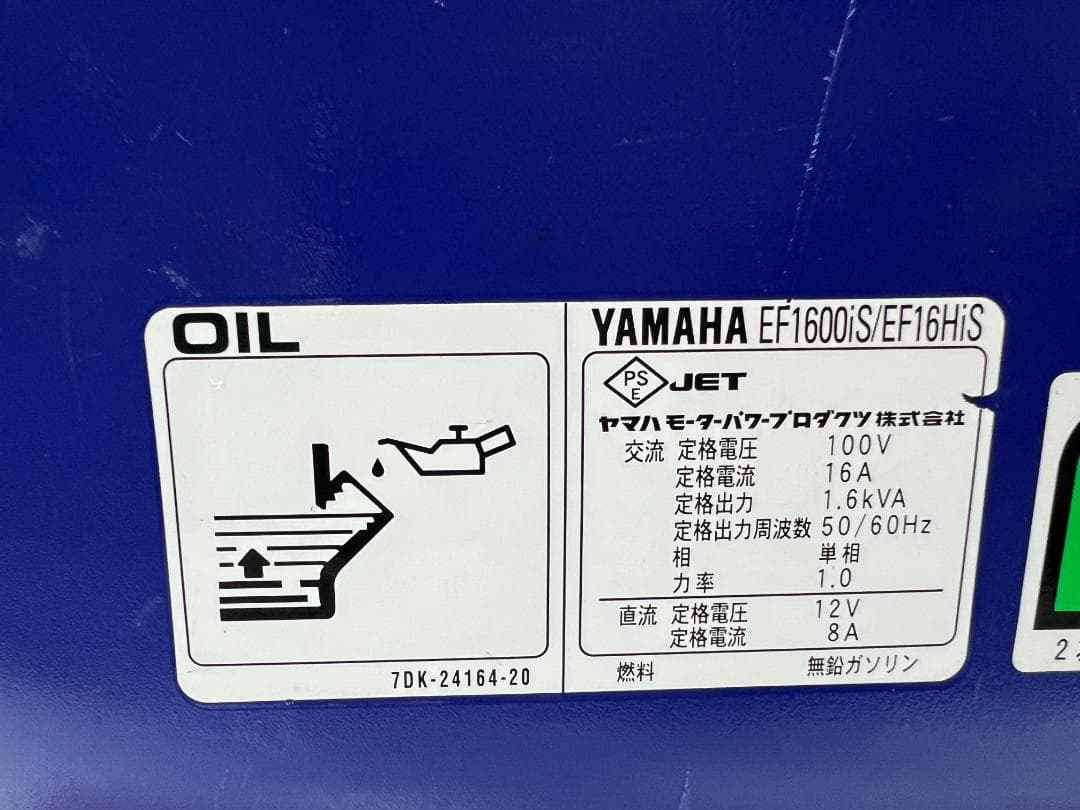 OIL
7DK-24164-20
YAMAHA EF1600iS/EF16HiS
PS
E
JET
ヤマハモーターパワープロダクツ株式会社
交流 定格電圧 100V
定格電流 16A
定格出力 1.6kVA
定格出力周波数 50/60Hz
相 単相
力率 1.0
直流 定格電圧 12V
定格電流 8A
燃料 無鉛ガソリン
2